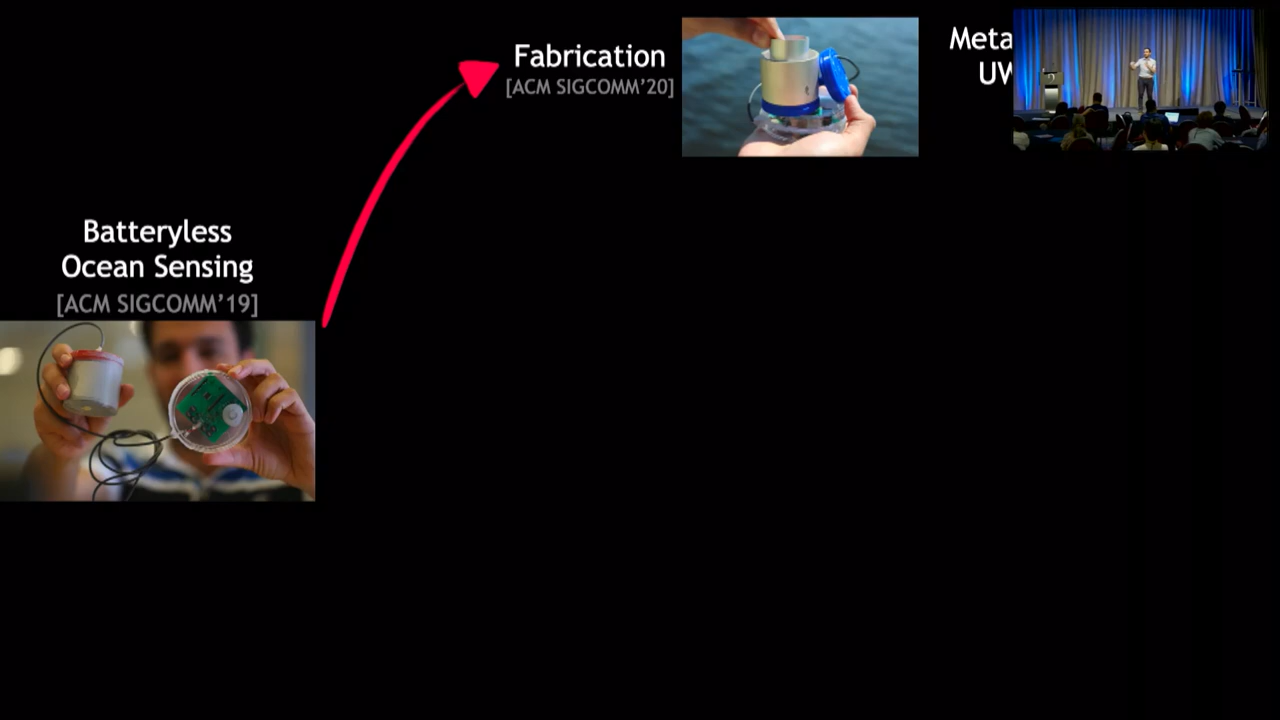 Fabrication
[ACM SIGCOMM’20]
Batteryless
Ocean Sensing
[ACM SIGCOMM’19]